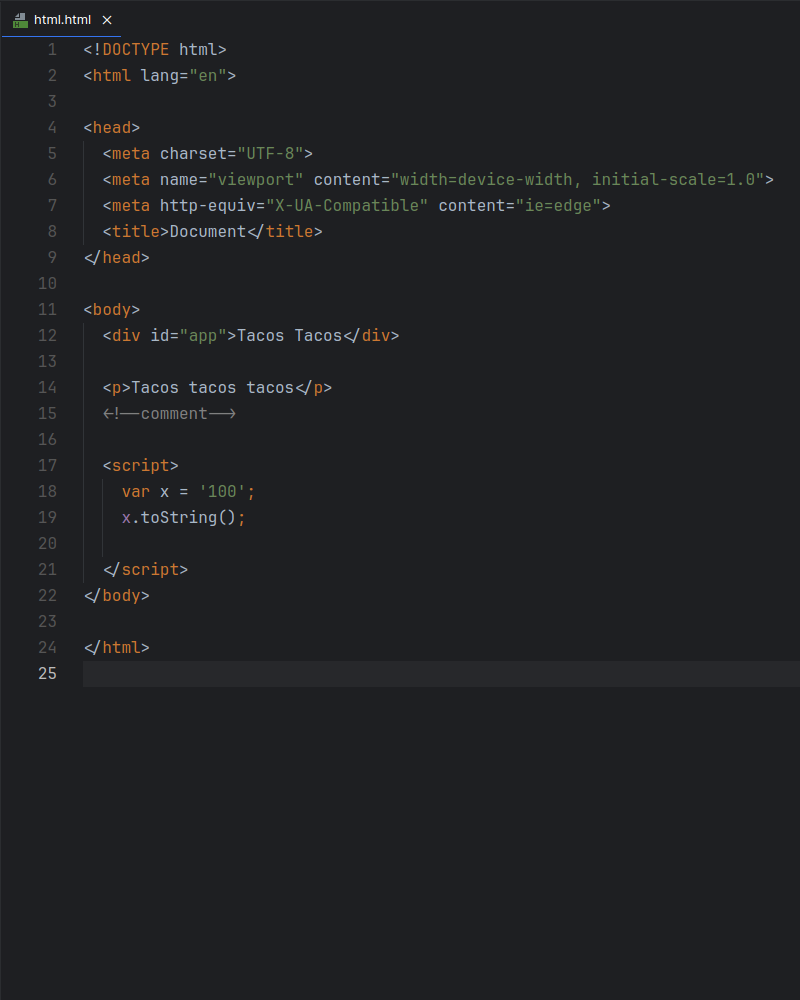 html.html
1 <!DOCTYPE html>
2 <html lang="en">
3
4 <head>
5   <meta charset="UTF-8">
6   <meta name="viewport" content="width=device-width, initial-scale=1.0">
7   <meta http-equiv="X-UA-Compatible" content="ie=edge">
8   <title>Document</title>
9 </head>
10
11 <body>
12   <div id="app">Tacos Tacos</div>
13
14   <p>Tacos tacos tacos</p>
15   <!--comment-->
16
17   <script>
18     var x = '100';
19     x.toString();
20
21   </script>
22 </body>
23
24 </html>
25